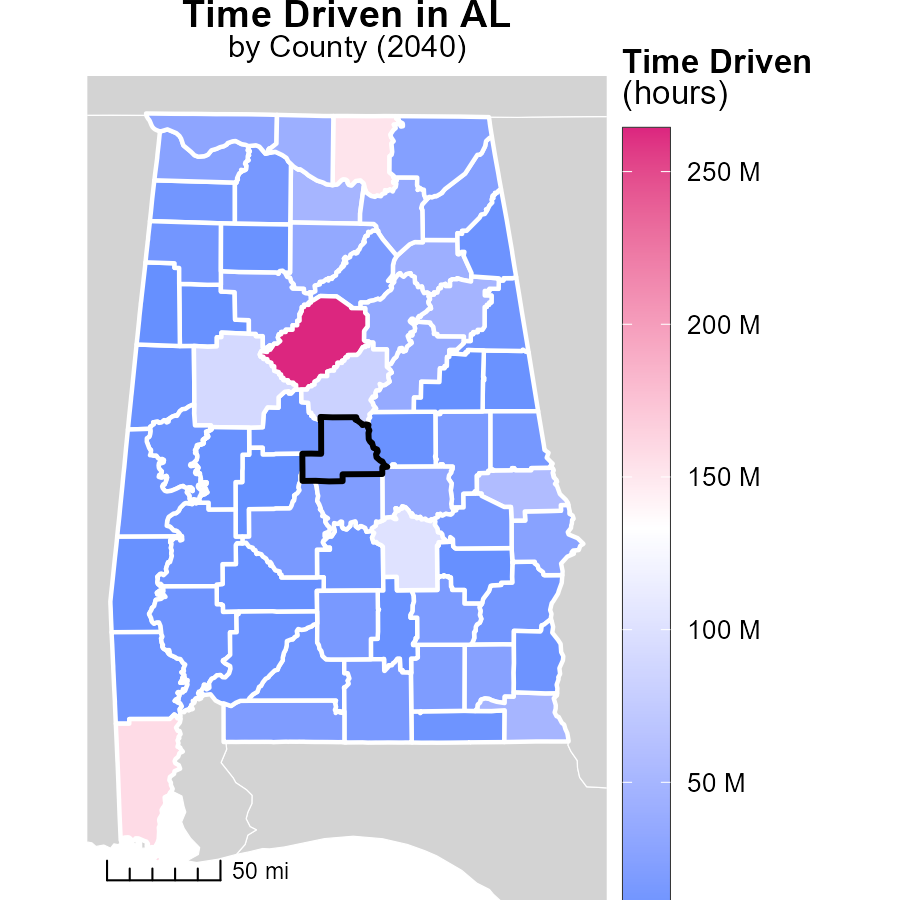 Time Driven in AL
by County (2040)
Time Driven
(hours)
250 M
200 M
150 M
100 M
50 M
50 mi